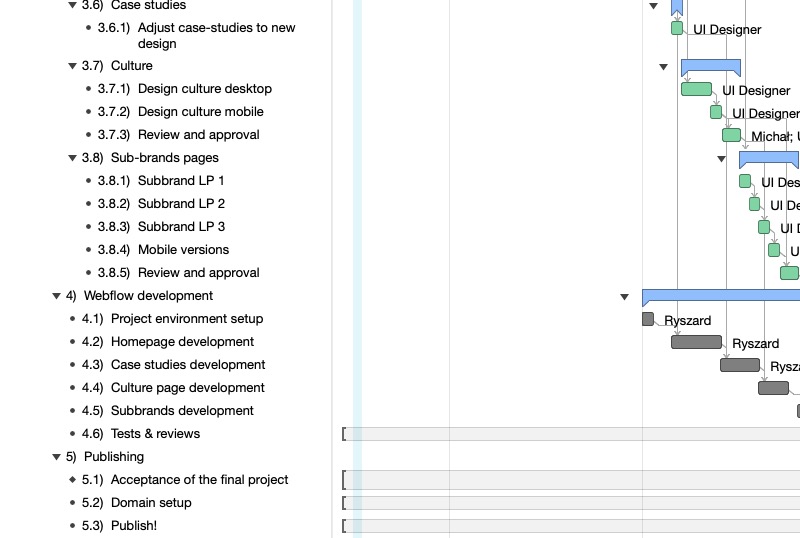 3.6) Case studies
3.6.1) Adjust case-studies to new
design
UI Designer
3.7) Culture
3.7.1) Design culture desktop
UI Designer
3.7.2) Design culture mobile
UI Designer
3.7.3) Review and approval
Michał; U
3.8) Sub-brands pages
3.8.1) Subbrand LP 1
UI Des
3.8.2) Subbrand LP 2
UI De
3.8.3) Subbrand LP 3
UI D
3.8.4) Mobile versions
U
3.8.5) Review and approval
4) Webflow development
4.1) Project environment setup
Ryszard
4.2) Homepage development
Ryszard
4.3) Case studies development
Rysza
4.4) Culture page development
4.5) Subbrands development
4.6) Tests & reviews
5) Publishing
5.1) Acceptance of the final project
5.2) Domain setup
5.3) Publish!